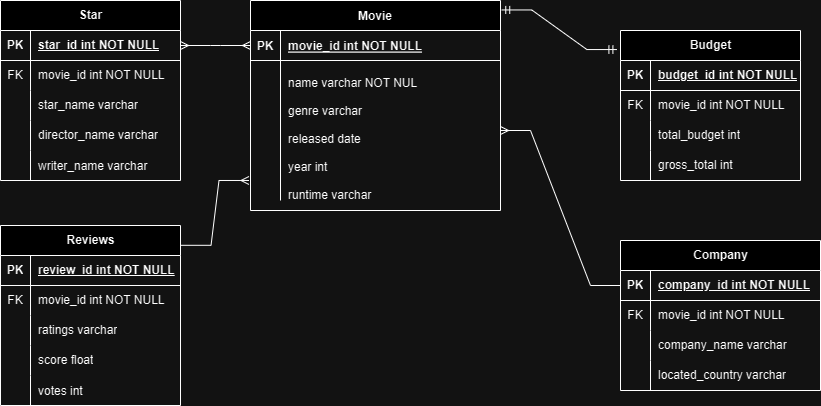 Star
PK star_id int NOT NULL
FK movie_id int NOT NULL
star_name varchar
director_name varchar
writer_name varchar
Movie
PK movie_id int NOT NULL
name varchar NOT NUL
genre varchar
released date
year int
runtime varchar
Budget
PK budget_id int NOT NULL
FK movie_id int NOT NULL
total_budget int
gross_total int
Reviews
PK review_id int NOT NULL
FK movie_id int NOT NULL
ratings varchar
score float
votes int
Company
PK company_id int NOT NULL
FK movie_id int NOT NULL
company_name varchar
located_country varchar